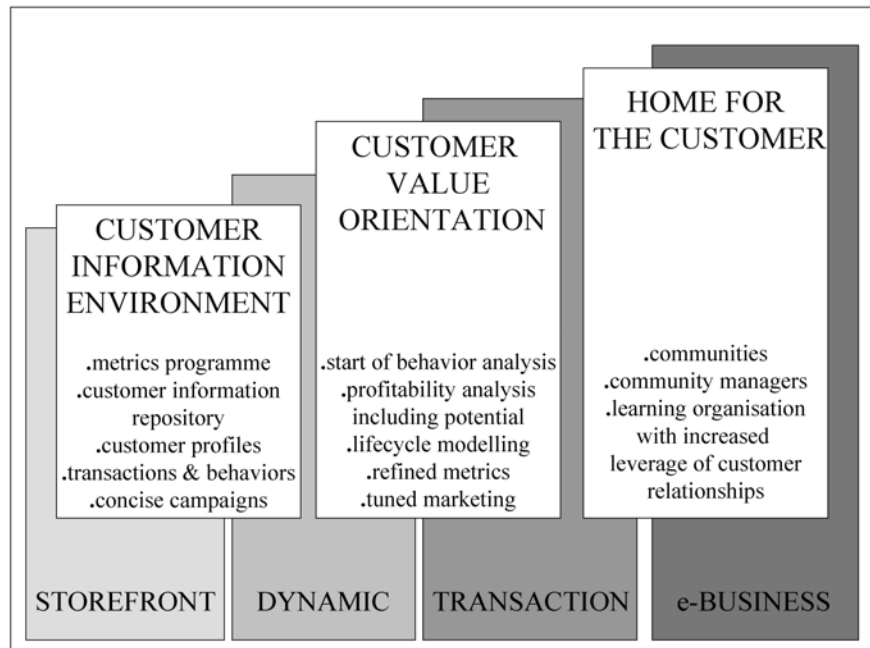 CUSTOMER
INFORMATION
ENVIRONMENT
.metrics programme
.customer information
repository
.customer profiles
.transactions & behaviors
.concise campaigns
CUSTOMER
VALUE
ORIENTATION
.start of behavior analysis
.profitability analysis
including potential
.lifecycle modelling
.refined metrics
.tuned marketing
HOME FOR
THE CUSTOMER
.communities
.community managers
.learning organisation
with increased
leverage of customer
relationships
STOREFRONT
DYNAMIC
TRANSACTION
e-BUSINESS